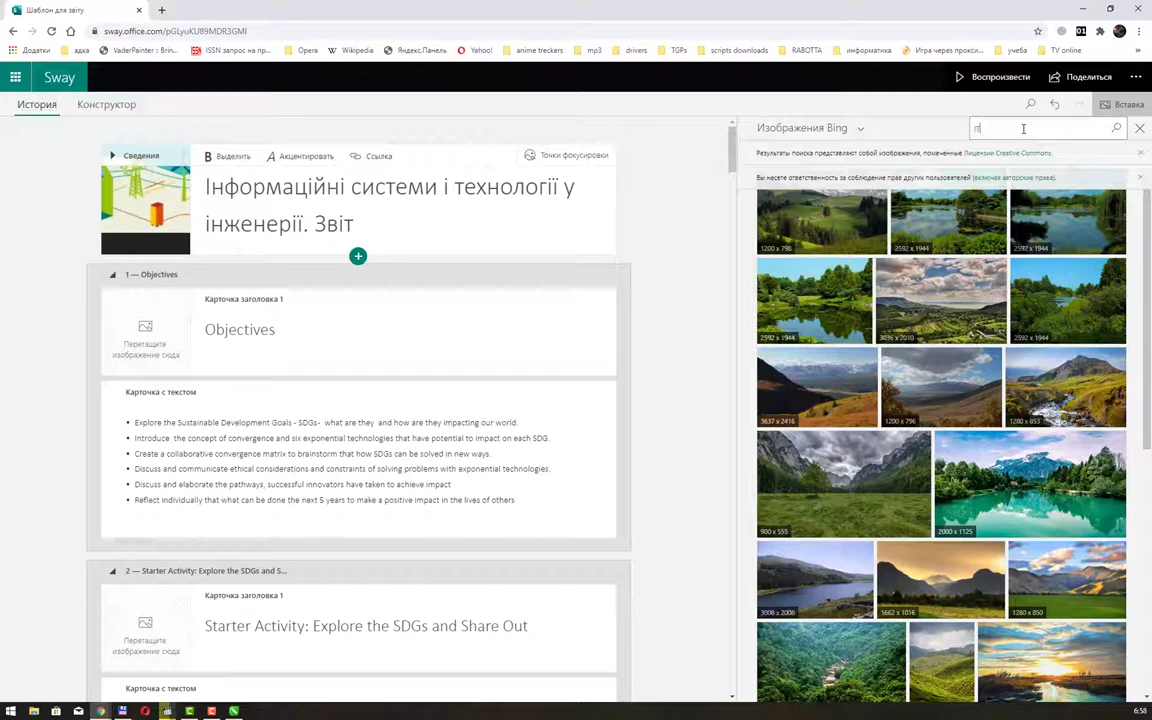 Шаблон для звіту
sway.office.com/pGLyuKU89MDR3GMI
Додатки
адка
VaderPainter :: Brin...
ISSN запрос на пр...
Opera
Wikipedia
Яндекс.Панель
Yahoo!
anime treckers
mp3
drivers
TGPs
scripts downloads
RABOTTA
информатика
Игра через прокси...
учеба
TV online
Sway
Воспроизвести
Поделиться
История
Конструктор
Вставка
Сведения
Выделить
Акцентировать
Ссылка
Точки фокусировки
Інформаційні системи і технології у
інженерії. Звіт
1 — Objectives
Карточка заголовка 1
Objectives
Перетащите
изображение сюда
Карточка с текстом
• Explore the Sustainable Development Goals - SDGs- what are they and how are they impacting our world.
• Introduce the concept of convergence and six exponential technologies that have potential to impact on each SDG.
• Create a collaborative convergence matrix to brainstorm that how SDGs can be solved in new ways.
• Discuss and communicate ethical considerations and constraints of solving problems with exponential technologies.
• Discuss and elaborate the pathways, successful innovators have taken to achieve impact
• Reflect individually that what can be done the next 5 years to make a positive impact in the lives of others
2 — Starter Activity: Explore the SDGs and S...
Карточка заголовка 1
Starter Activity: Explore the SDGs and Share Out
Перетащите
изображение сюда
Карточка с текстом
Изображения Bing
Результаты поиска представляют собой изображения, помеченные Лицензии Creative Commons.
Вы несете ответственность за соблюдение прав других пользователей (включая авторские права).
1200 x 798
2592 x 1944
2592 x 1944
2592 x 1944
3036 x 2010
2592 x 1944
3637 x 2416
1200 x 796
1280 x 853
900 x 555
2000 x 1125
3008 x 2008
1662 x 1016
1280 x 850
6:58